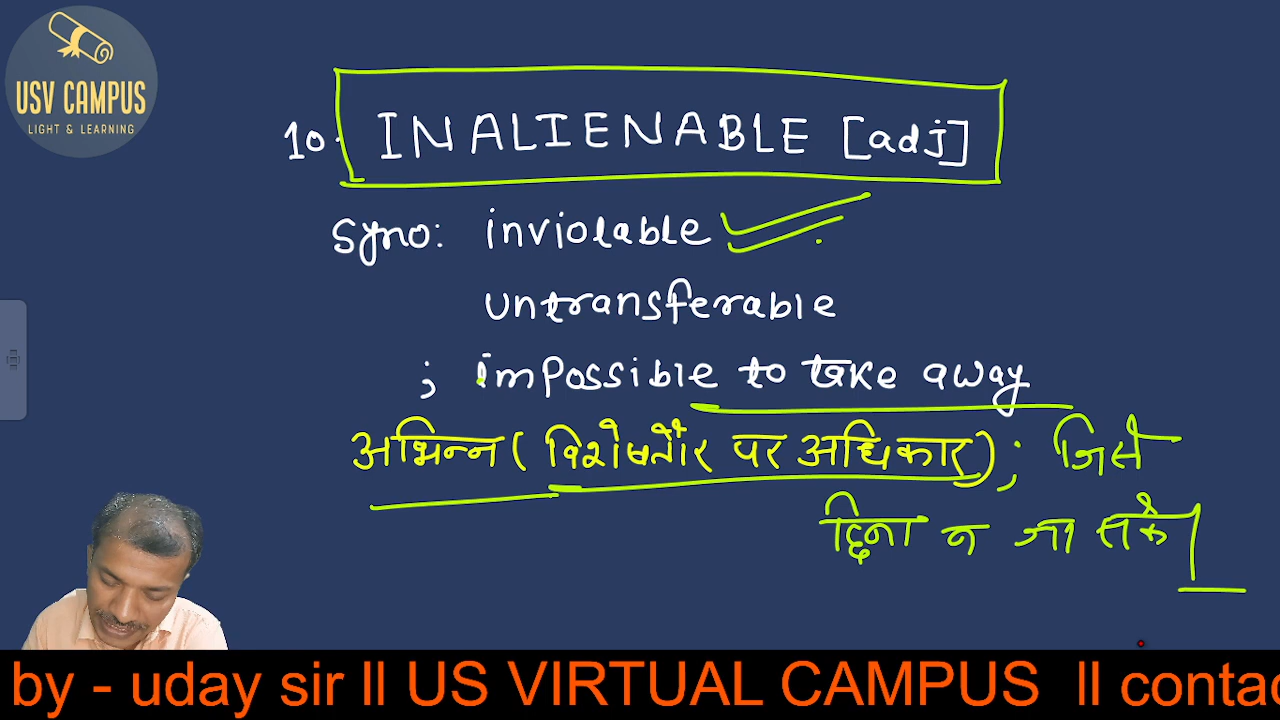 USV CAMPUS
LIGHT & LEARNING
10. INALIENABLE [adj]
Syno: inviolable
untransferable
; impossible to take away
अभिन्न ( विशेषतौर पर अधिकार) ; जिसे
छिना न जा सके।
by - uday sir ll US VIRTUAL CAMPUS ll contac